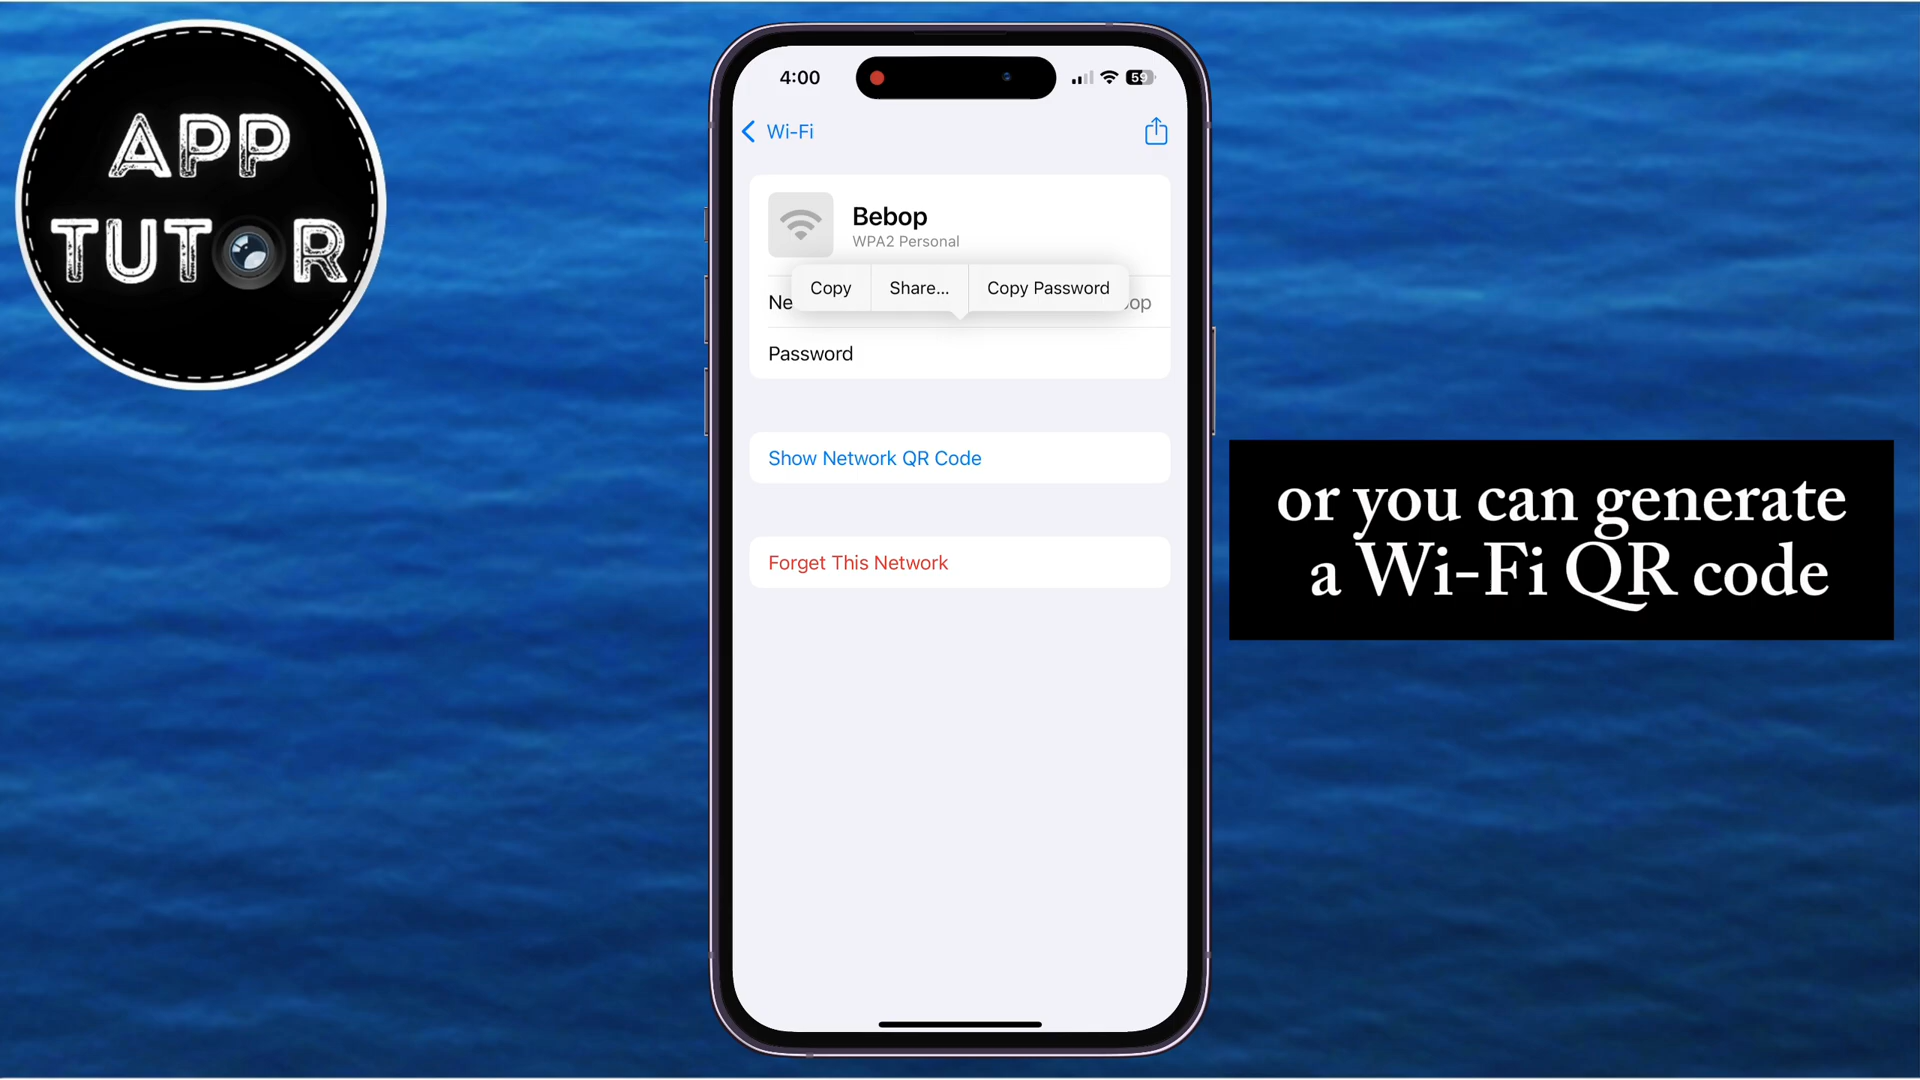 APP
TUTOR
4:00
59
Wi-Fi
Bebop
WPA2 Personal
Copy
Share...
Copy Password
Password
Show Network QR Code
Forget This Network
or you can generate
a Wi-Fi QR code